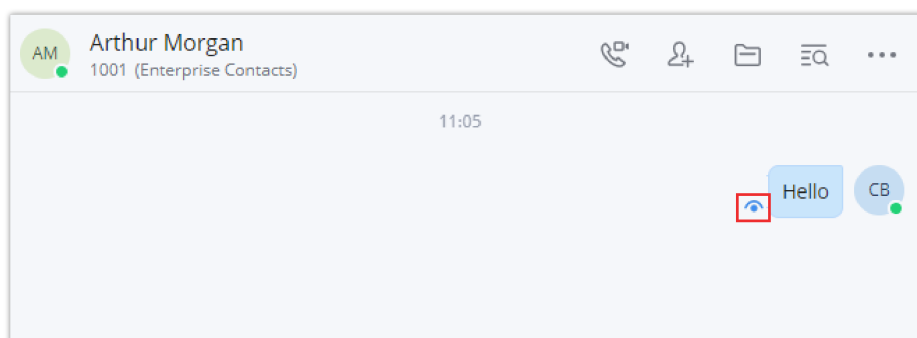 AM
Arthur Morgan
1001 (Enterprise Contacts)
11:05
Hello
CB